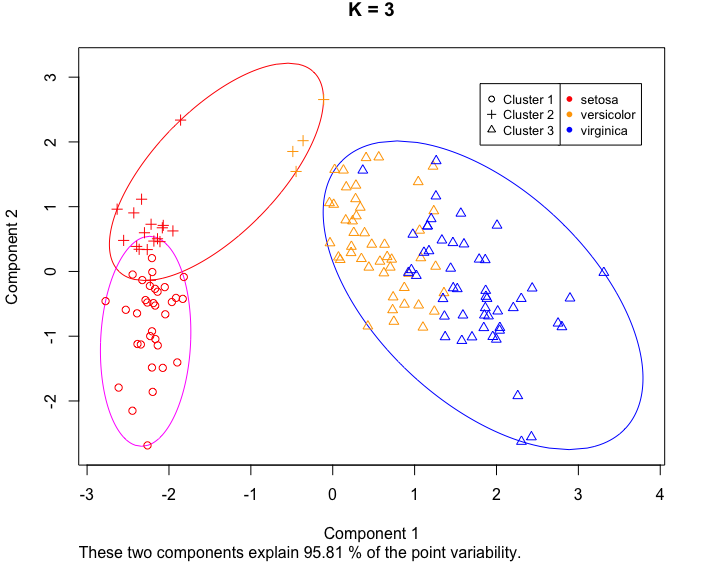 K = 3
3
2
1
0
-1
-2
Component 2
Cluster 1 setosa
Cluster 2 versicolor
Cluster 3 virginica
-3 -2 -1 0 1 2 3 4
Component 1
These two components explain 95.81 % of the point variability.